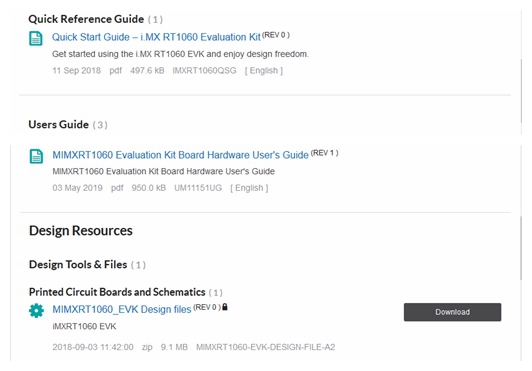 Quick Reference Guide (1)
Quick Start Guide – i.MX RT1060 Evaluation Kit (REV 0)
Get started using the i.MX RT1060 EVK and enjoy design freedom.
11 Sep 2018 pdf 497.6 kB IMXRT1060QSG [ English ]
Users Guide (3)
MIMXRT1060 Evaluation Kit Board Hardware User's Guide (REV 1)
MIMXRT1060 Evaluation Kit Board Hardware User's Guide
03 May 2019 pdf 950.0 kB UM11151UG [ English ]
Design Resources
Design Tools & Files (1)
Printed Circuit Boards and Schematics (1)
MIMXRT1060_EVK Design files (REV 0)
Download
iMXRT1060 EVK
2018-09-03 11:42:00 zip 9.1 MB MIMXRT1060-EVK-DESIGN-FILE-A2